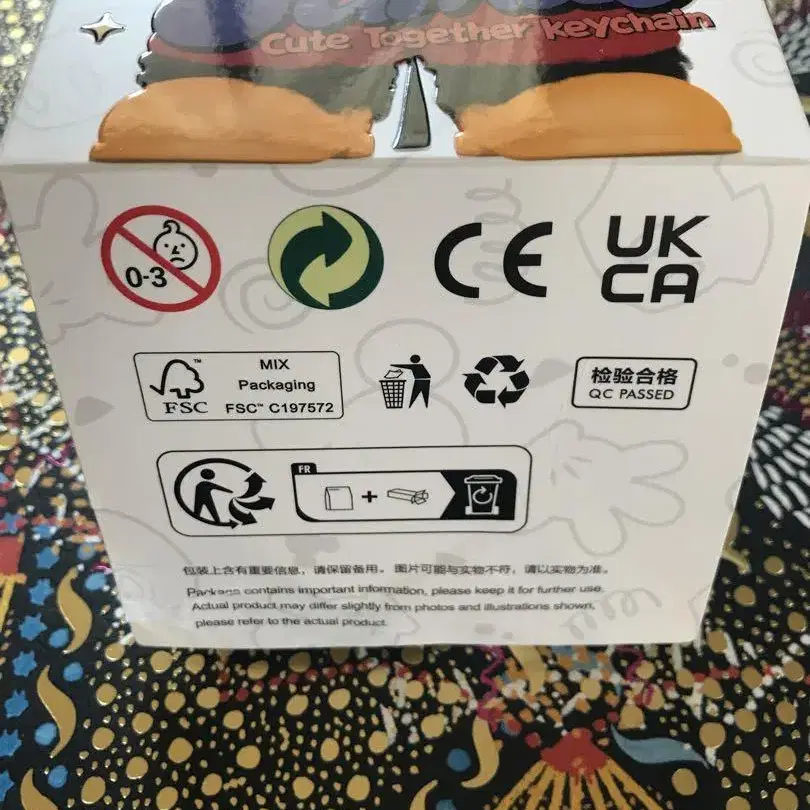 Cute Together keychain
0-3
CE
UK
CA
MIX
Packaging
FSC™ C197572
FSC
检验合格
QC PASSED
FR
包装上含有重要信息，请保留备用。 图片可能与实物不符，请以实物为准。
Package contains important information, please keep it for further use.
Actual product may differ slightly from photos and illustrations shown,
please refer to the actual product.